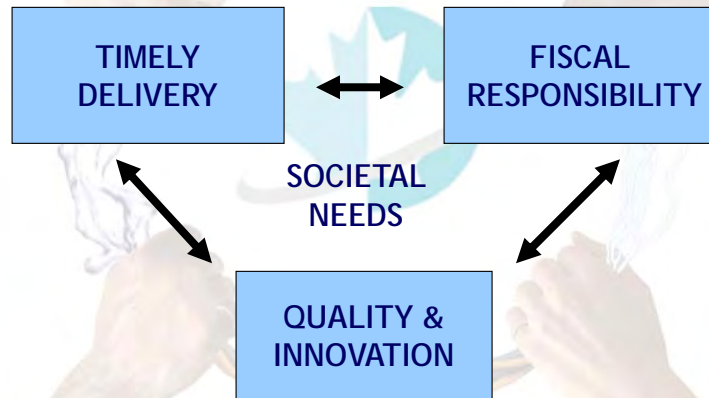 TIMELY
DELIVERY
FISCAL
RESPONSIBILITY
SOCIETAL
NEEDS
QUALITY &
INNOVATION